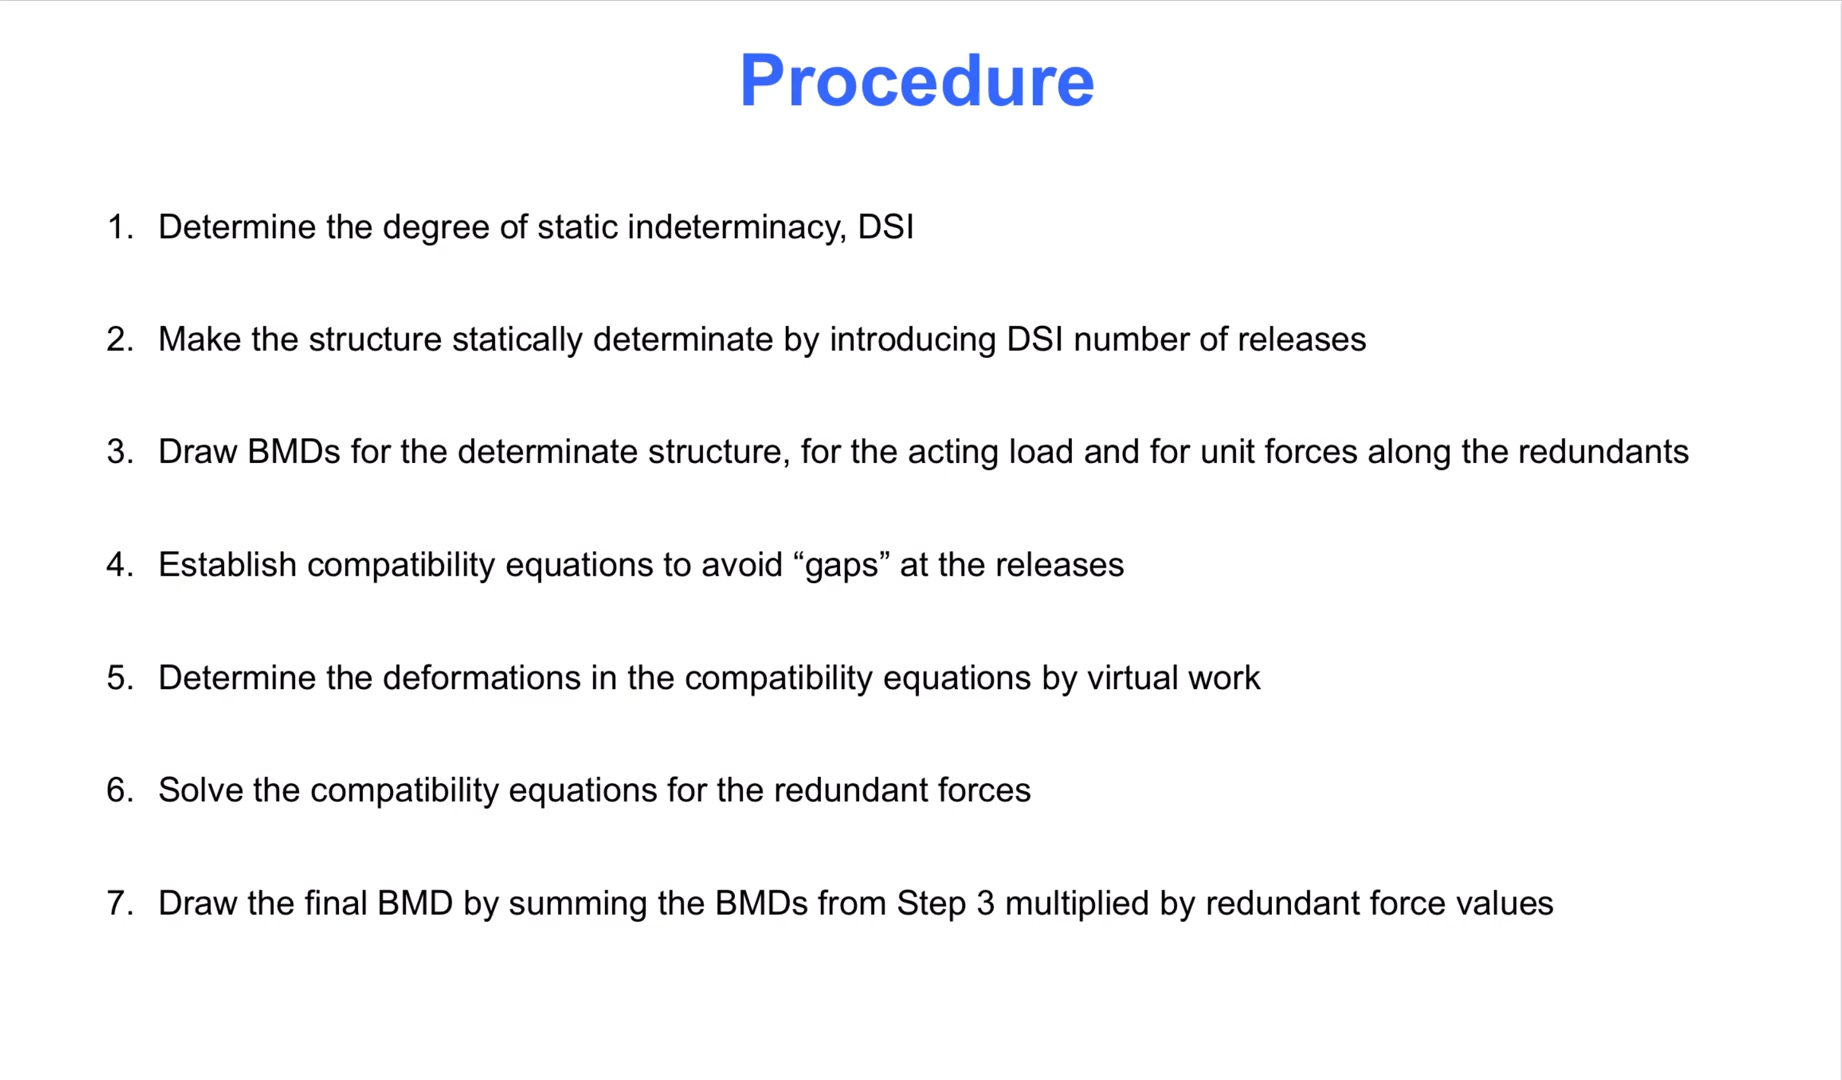 Procedure
1. Determine the degree of static indeterminacy, DSI
2. Make the structure statically determinate by introducing DSI number of releases
3. Draw BMDs for the determinate structure, for the acting load and for unit forces along the redundants
4. Establish compatibility equations to avoid “gaps” at the releases
5. Determine the deformations in the compatibility equations by virtual work
6. Solve the compatibility equations for the redundant forces
7. Draw the final BMD by summing the BMDs from Step 3 multiplied by redundant force values